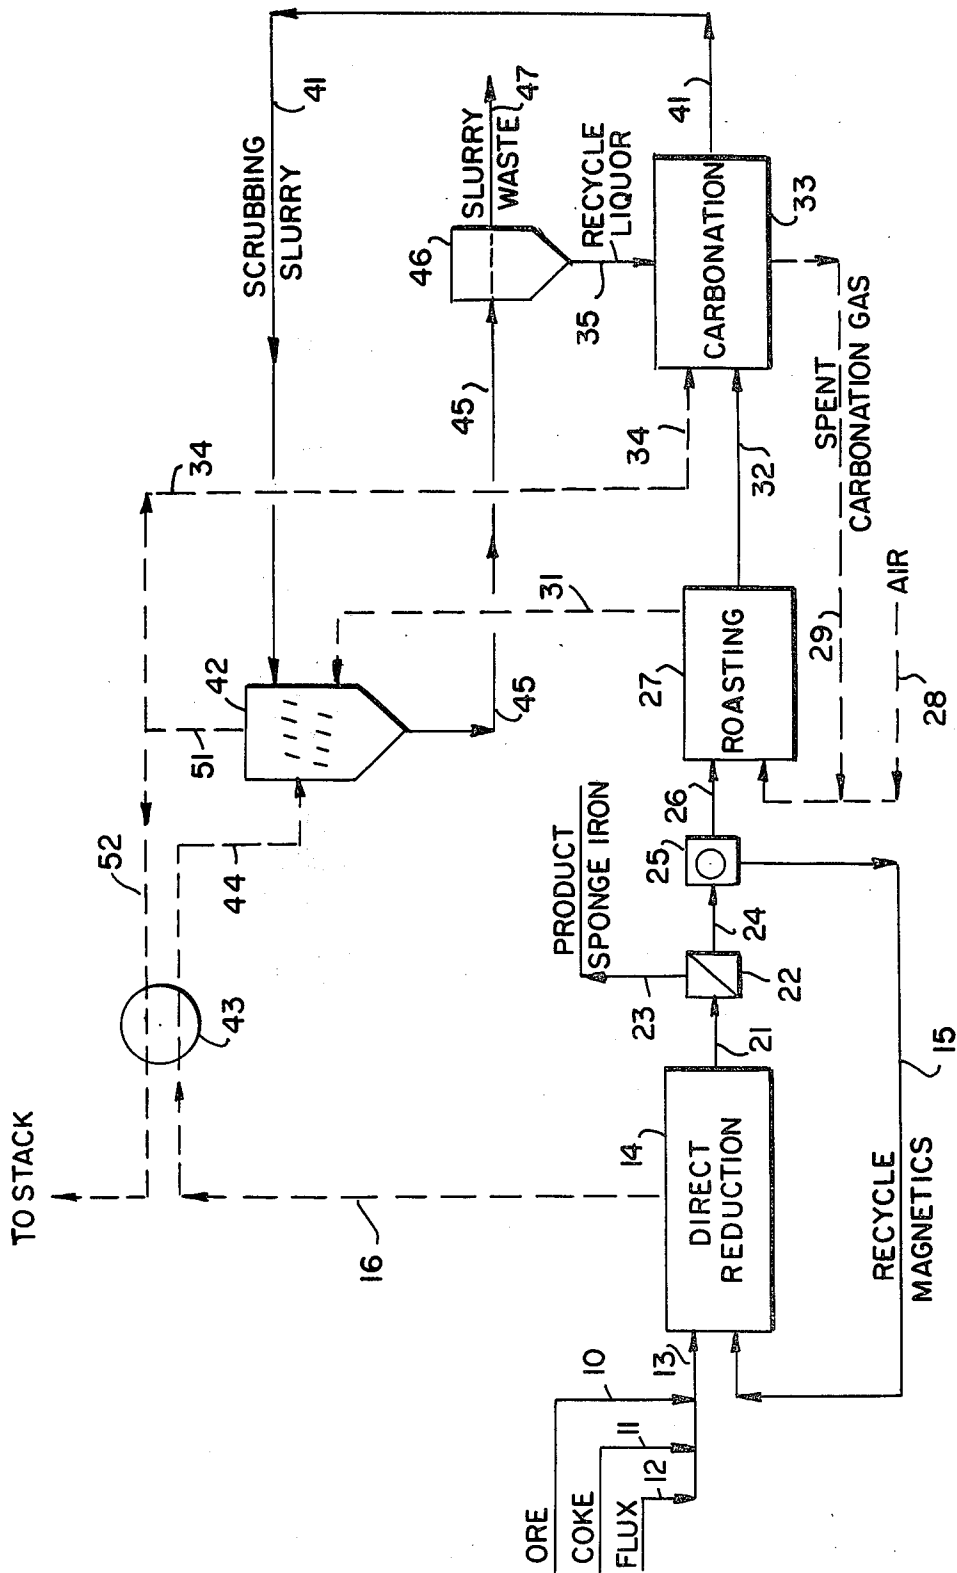 TO STACK
52
51
34
SCRUBBING
SLURRY
41
43
44
42
46
SLURRY
WASTE
47
45
45
35
RECYCLE
LIQUOR
41
16
31
34
PRODUCT
SPONGE IRON
ORE
COKE
FLUX
10
11
12
13
14
DIRECT
REDUCTION
21
23
22
24
25
26
27
ROASTING
32
CARBONATION
33
RECYCLE
MAGNETICS
15
28
AIR
29
SPENT
CARBONATION GAS